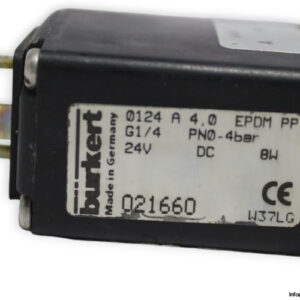 burkert
Made in Germany
0124 A 4,0 EPDM PP
G1/4 PN0-4bar
24V DC 8W
021660
CE
W37LG